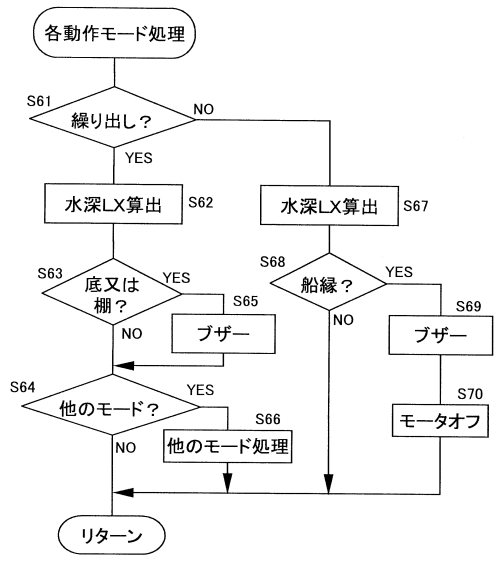 各動作モード処理
S61
繰り出し?
NO
YES
水深LX算出
S62
水深LX算出
S67
S63
底又は
棚?
YES
NO
S65
ブザー
S68
船縁?
YES
NO
S69
ブザー
S64
他のモード?
YES
NO
S66
他のモード処理
S70
モータオフ
リターン